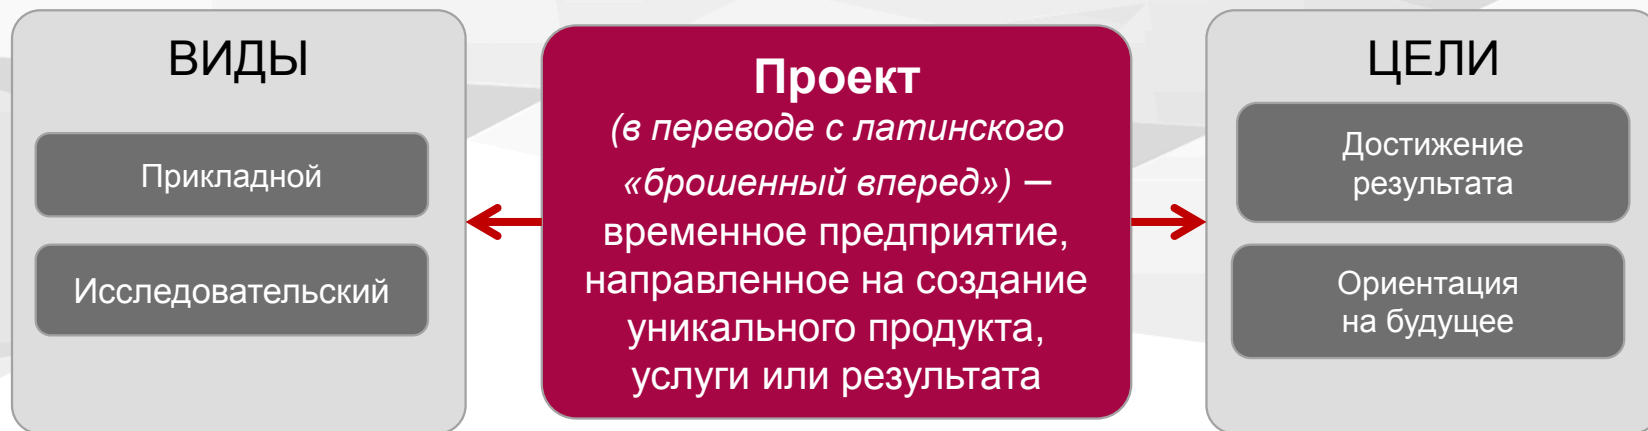 ВИДЫ
Прикладной
Исследовательский
Проект
(в переводе с латинского
«брошенный вперед») –
временное предприятие,
направленное на создание
уникального продукта,
услуги или результата
ЦЕЛИ
Достижение
результата
Ориентация
на будущее